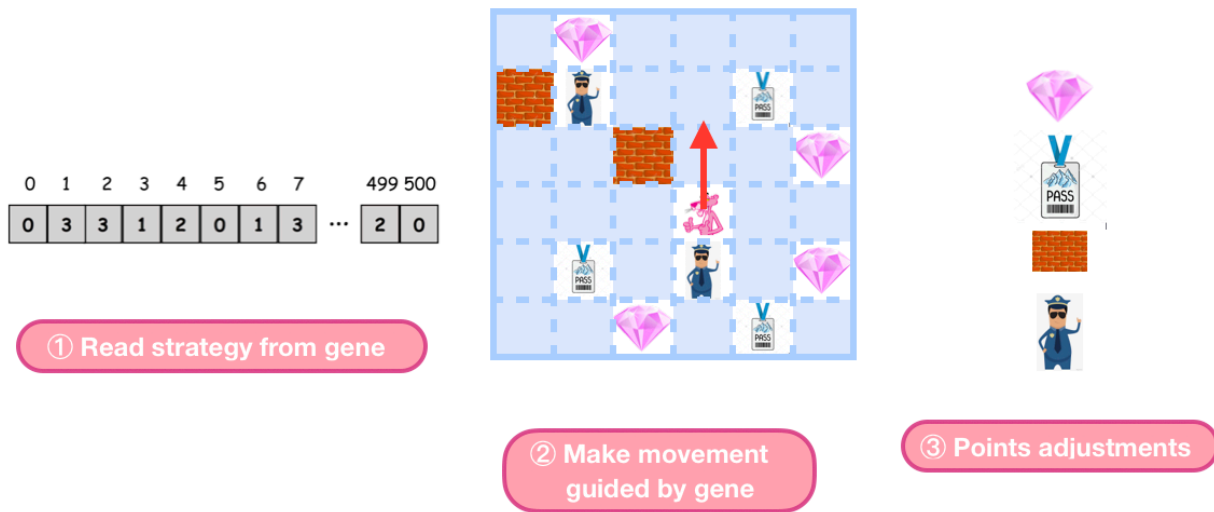 0 1 2 3 4 5 6 7 499 500
0 3 3 1 2 0 1 3 ... 2 0
① Read strategy from gene
PASS
PASS
PASS
② Make movement
guided by gene
PASS
③ Points adjustments